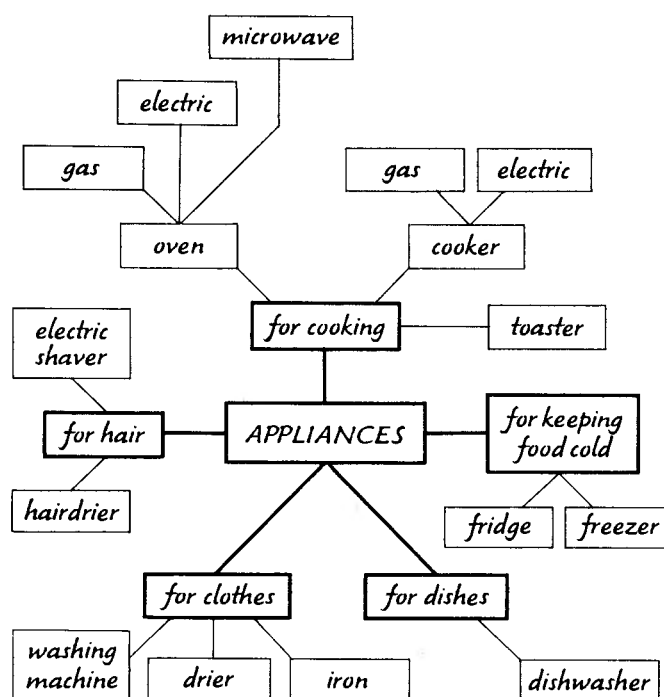 microwave
electric
gas
gas
electric
oven
cooker
for cooking
toaster
electric
shaver
for hair
APPLIANCES
for keeping
food cold
hairdrier
fridge
freezer
for clothes
for dishes
washing
machine
drier
iron
dishwasher